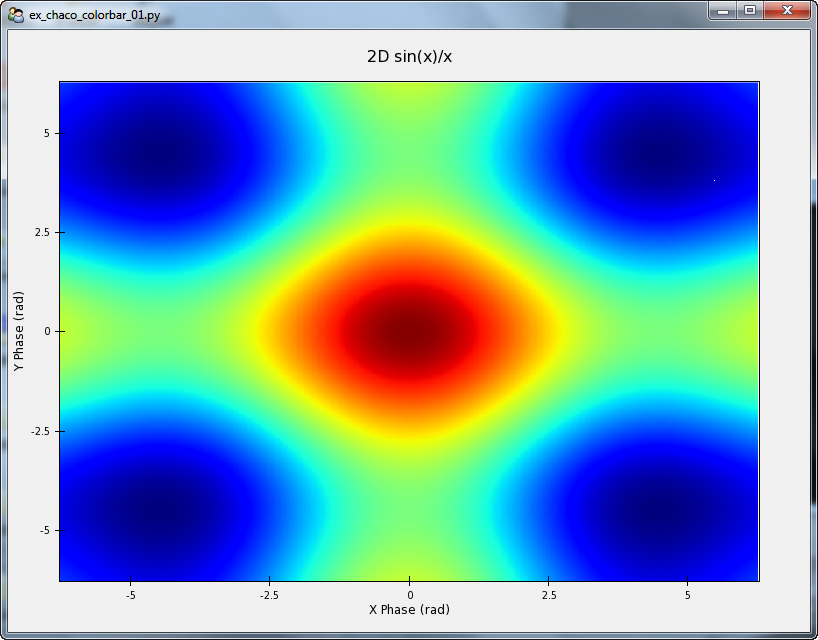 ex_chaco_colorbar_01.py
2D sin(x)/x
5
2.5
0
-2.5
-5
Y Phase (rad)
-5 -2.5 0 2.5 5
X Phase (rad)